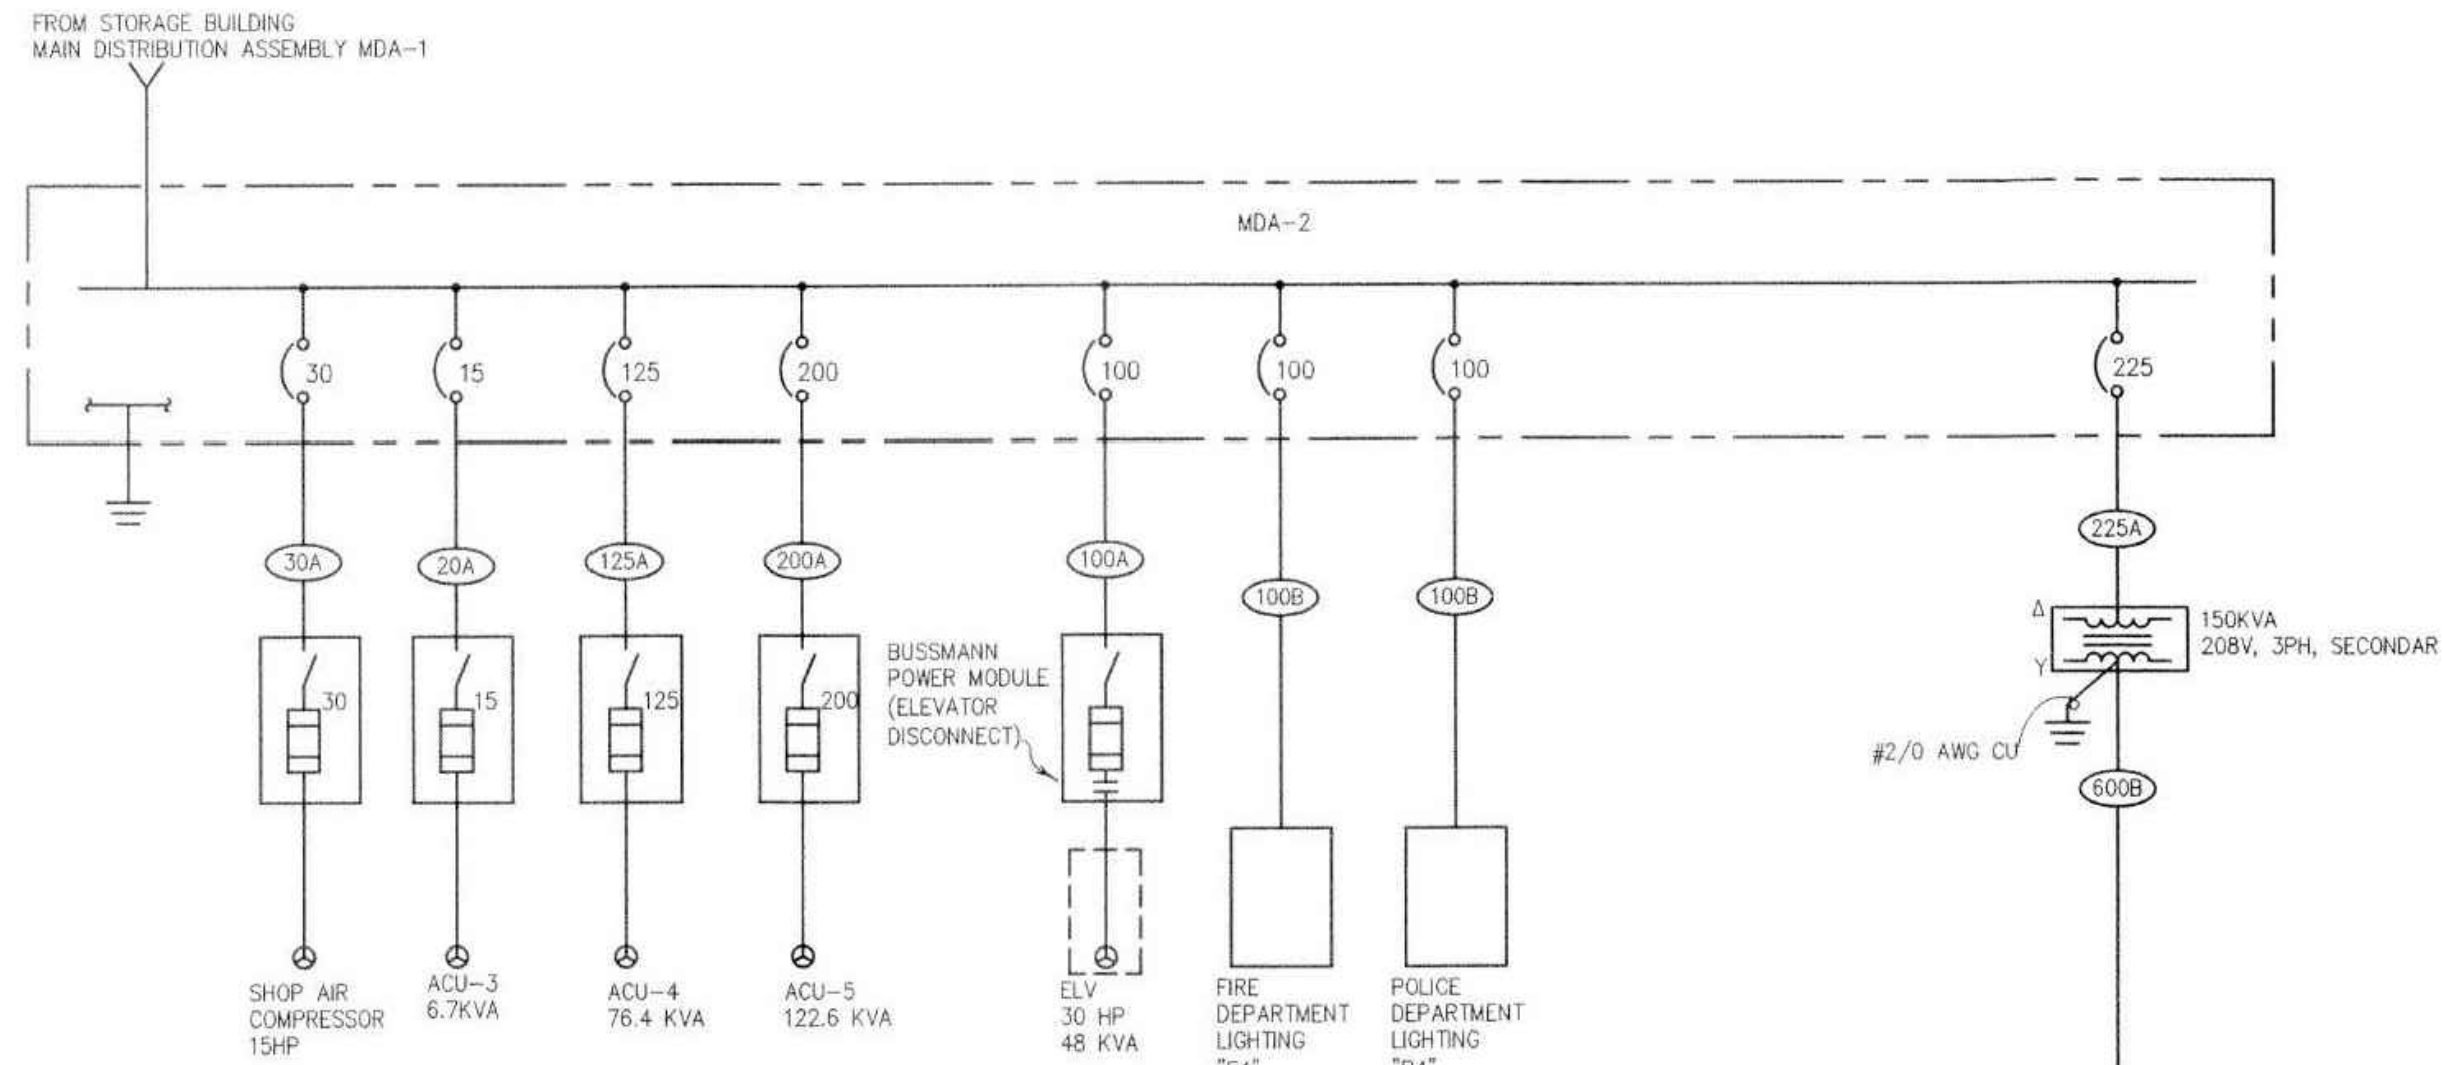 FROM STORAGE BUILDING
MAIN DISTRIBUTION ASSEMBLY MDA-1
MDA-2
30
15
125
200
100
100
100
225
30A
20A
125A
200A
100A
100B
100B
225A
Δ
Y
150KVA
208V, 3PH, SECONDAR
#2/0 AWG CU
600B
30
15
125
200
BUSSMANN
POWER MODULE
(ELEVATOR
DISCONNECT)
SHOP AIR
COMPRESSOR
15HP
ACU-3
6.7KVA
ACU-4
76.4 KVA
ACU-5
122.6 KVA
ELV
30 HP
48 KVA
FIRE
DEPARTMENT
LIGHTING
POLICE
DEPARTMENT
LIGHTING